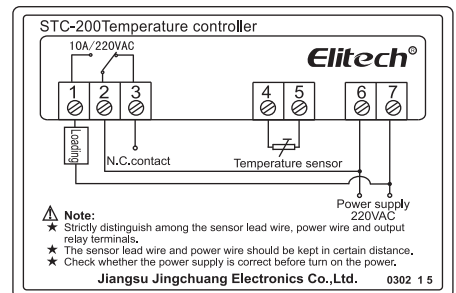 STC-200Temperature controller
10A/220VAC
Elitech®
1 2 3 4 5 6 7
Loading
N.C.contact
Temperature sensor
Power supply
220VAC
Note:
★ Strictly distinguish among the sensor lead wire, power wire and output
relay terminals.
★ The sensor lead wire and power wire should be kept in certain distance.
★ Check whether the power supply is correct before turn on the power.
Jiangsu Jingchuang Electronics Co.,Ltd. 0302 1 5